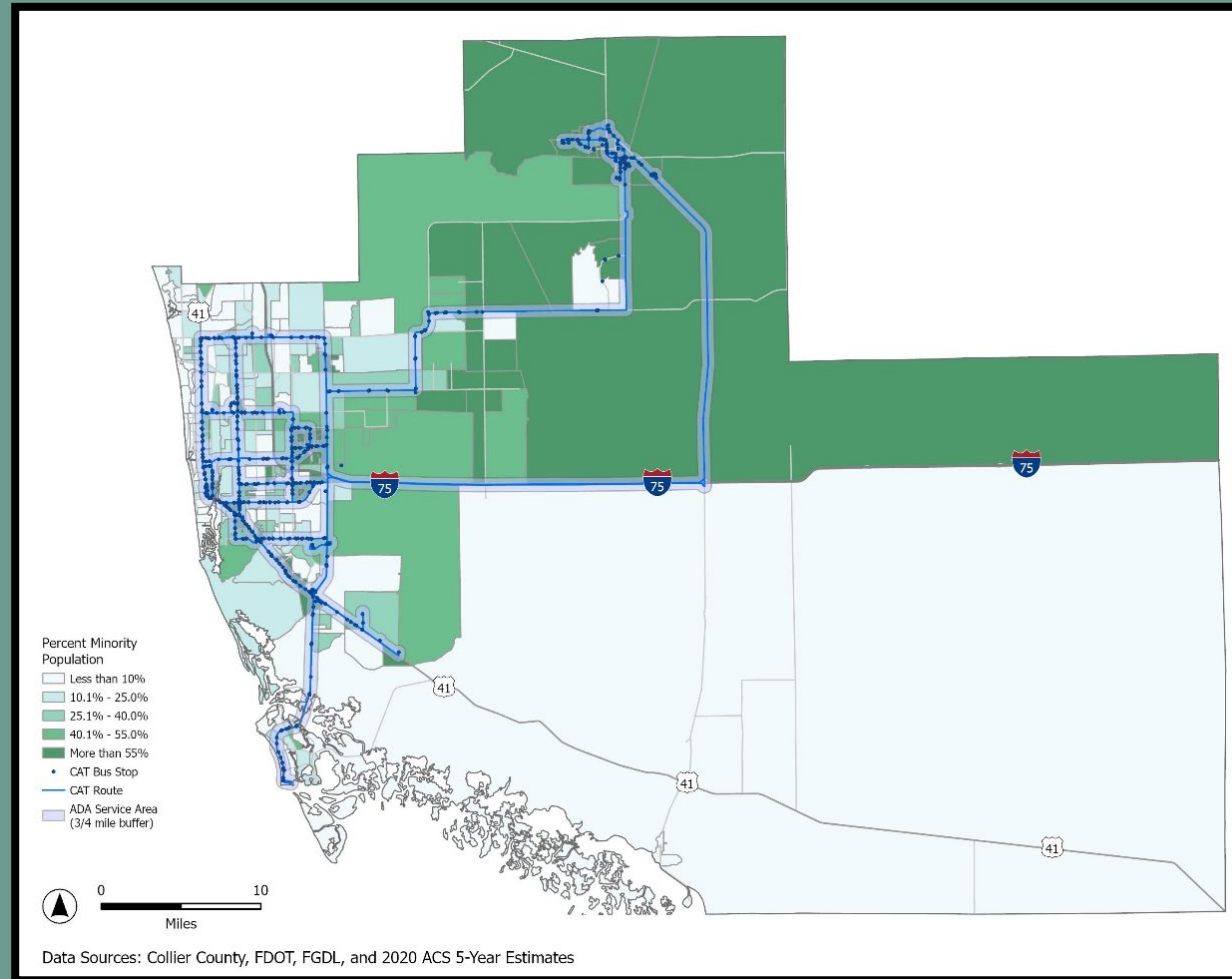 41
75
75
75
41
41
41
Percent Minority
Population
Less than 10%
10.1% - 25.0%
25.1% - 40.0%
40.1% - 55.0%
More than 55%
CAT Bus Stop
CAT Route
ADA Service Area
(3/4 mile buffer)
0 10
Miles
Data Sources: Collier County, FDOT, FGDL, and 2020 ACS 5-Year Estimates